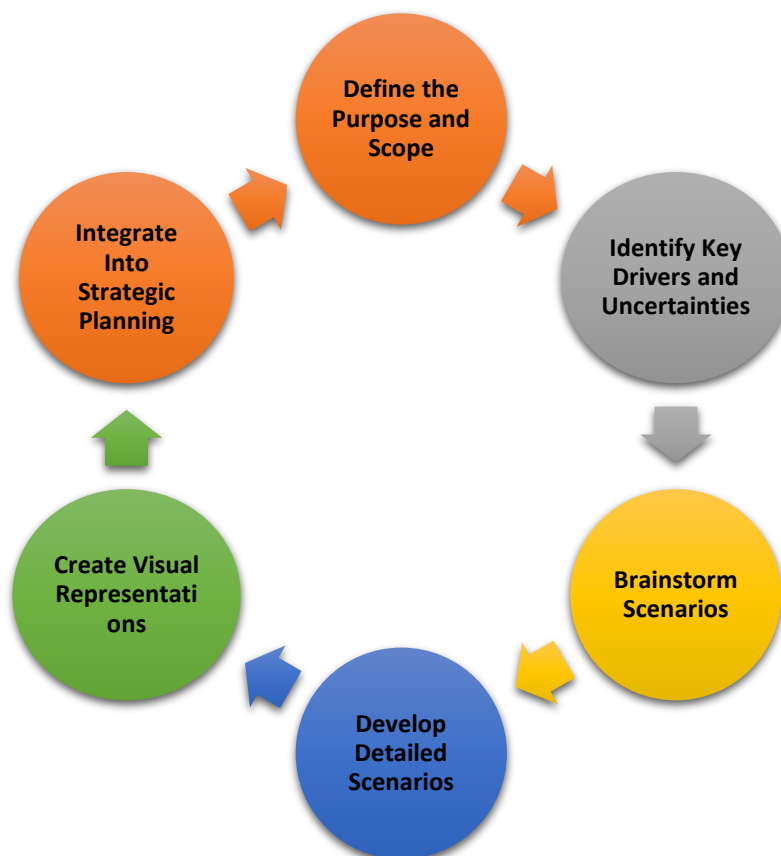 Define the
Purpose and
Scope
Identify Key
Drivers and
Uncertainties
Brainstorm
Scenarios
Develop
Detailed
Scenarios
Create Visual
Representati
ons
Integrate
Into
Strategic
Planning